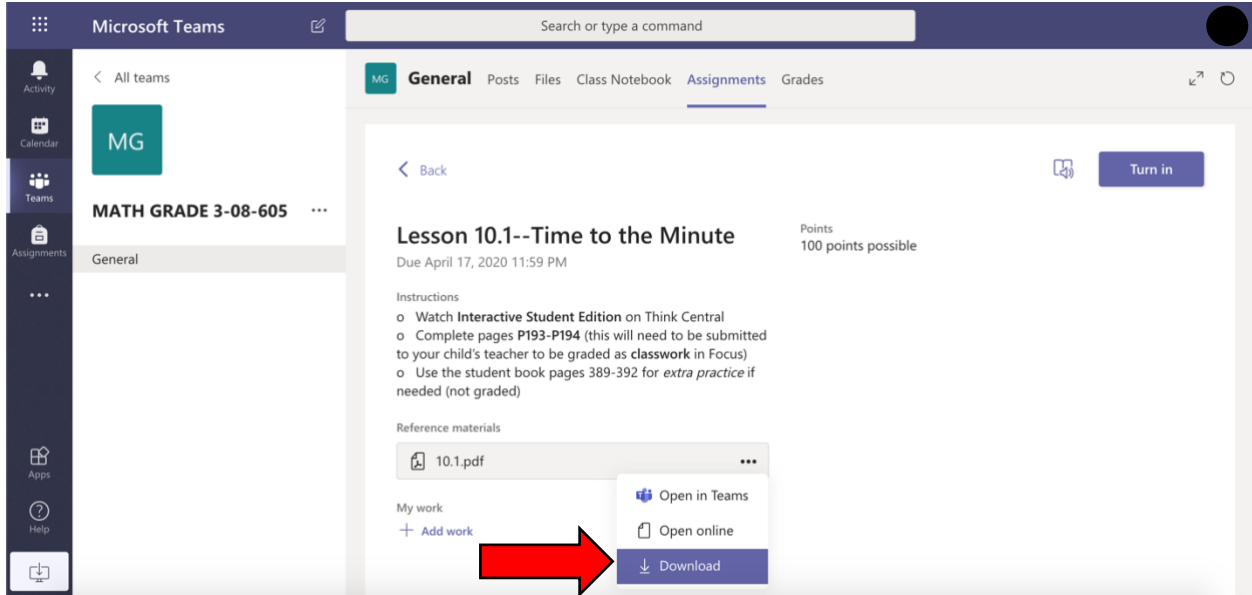 Microsoft Teams
Search or type a command
Activity
Calendar
Teams
Assignments
Apps
Help
All teams
MG
MATH GRADE 3-08-605
General
MG General Posts Files Class Notebook Assignments Grades
Back
Turn in
Lesson 10.1--Time to the Minute
Due April 17, 2020 11:59 PM
Points
100 points possible
Instructions
o Watch Interactive Student Edition on Think Central
o Complete pages P193-P194 (this will need to be submitted
to your child's teacher to be graded as classwork in Focus)
o Use the student book pages 389-392 for extra practice if
needed (not graded)
Reference materials
10.1.pdf
Open in Teams
Open online
Download
My work
+ Add work